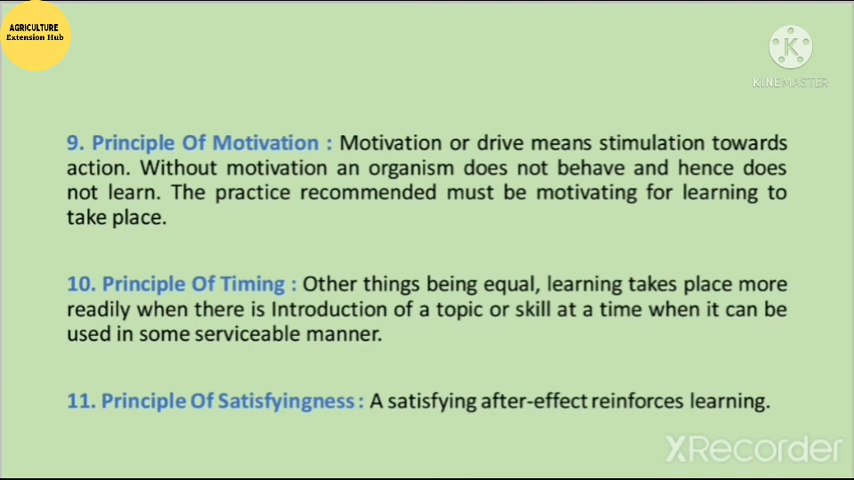 AGRICULTURE
Extension Hub
KINEMASTER
9. Principle Of Motivation : Motivation or drive means stimulation towards
action. Without motivation an organism does not behave and hence does
not learn. The practice recommended must be motivating for learning to
take place.
10. Principle Of Timing : Other things being equal, learning takes place more
readily when there is Introduction of a topic or skill at a time when it can be
used in some serviceable manner.
11. Principle Of Satisfyingness : A satisfying after-effect reinforces learning.
XRecorder